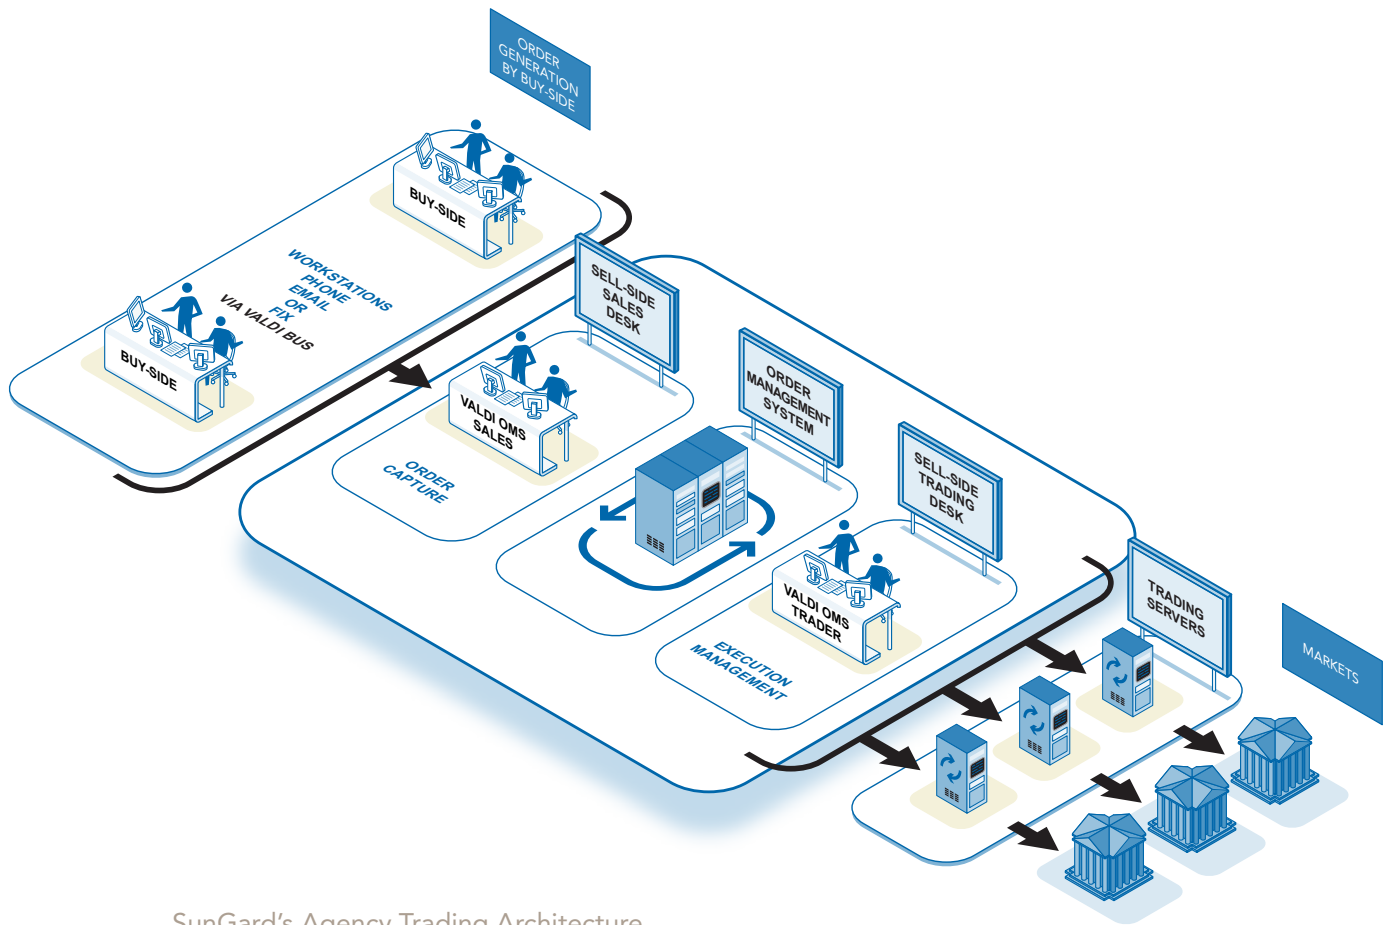 ORDER
GENERATION
BY BUY-SIDE
BUY-SIDE
WORKSTATIONS
PHONE
EMAIL
OR
FIX
VIA VALDI BUS
BUY-SIDE
SELL-SIDE
SALES
DESK
VALDI OMS
SALES
ORDER
CAPTURE
ORDER
MANAGEMENT
SYSTEM
SELL-SIDE
TRADING
DESK
VALDI OMS
TRADER
EXECUTION
MANAGEMENT
TRADING
SERVERS
MARKETS
SunGard's Agency Trading Architecture